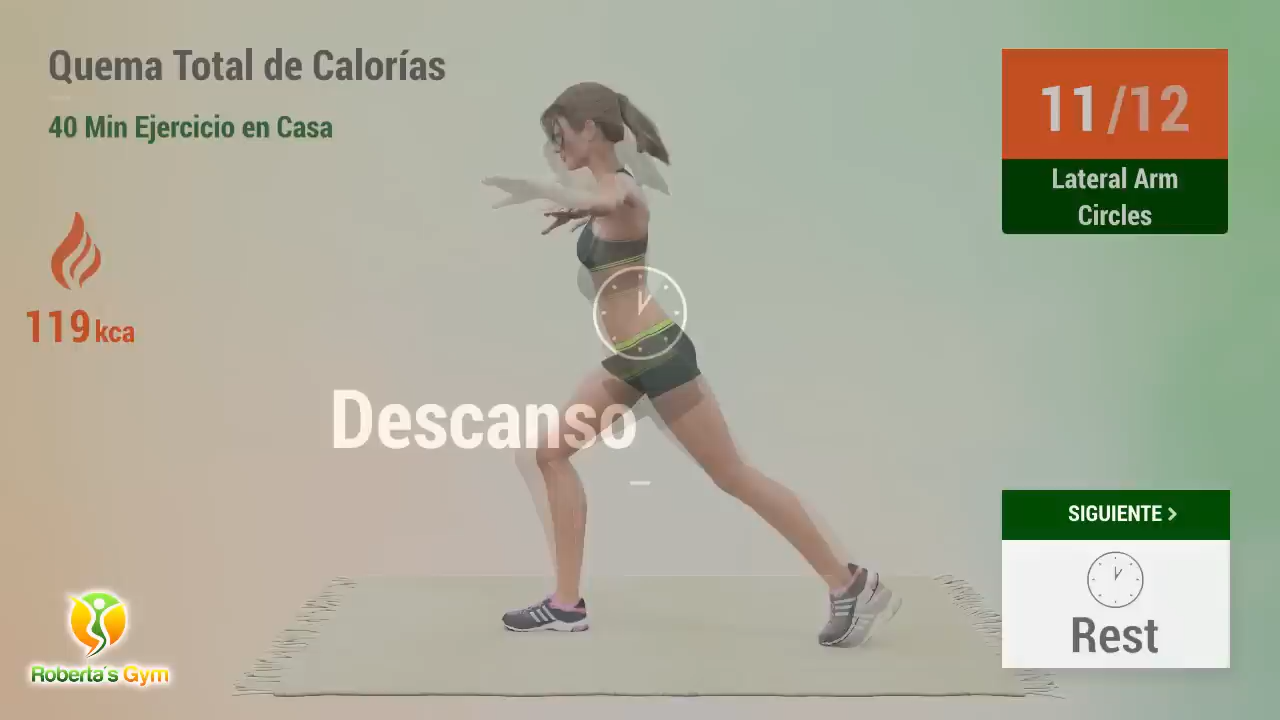 Quema Total de Calorías
40 Min Ejercicio en Casa
11/12
Lateral Arm
Circles
119 kca
Descanso
SIGUIENTE >
Rest
Roberta´s Gym